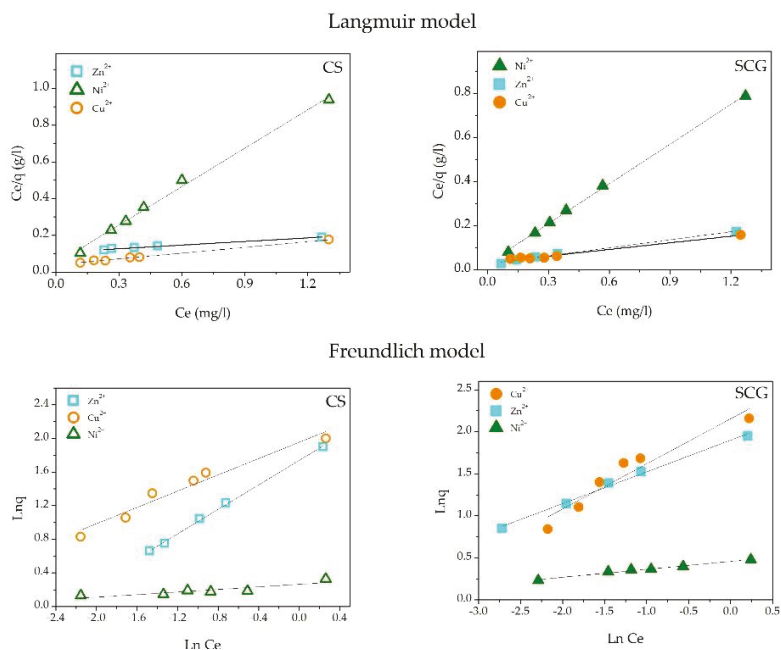 Langmuir model
CS
Zn²⁺
Ni²⁺
Cu²⁺
Ce/q (g/l)
1.0
0.8
0.6
0.4
0.2
0.0
0.0 0.3 0.6 0.9 1.2
Ce (mg/l)
SCG
Ni²⁺
Zn²⁺
Cu²⁺
Ce/q (g/l)
0.8
0.4
0.0
0.0 0.3 0.6 0.9 1.2
Ce (mg/l)
Freundlich model
CS
Zn²⁺
Cu²⁺
Ni²⁻
Lnq
2.4
2.0
1.6
1.2
0.8
0.4
0.0
2.0 1.6 1.2 0.8 0.4 0.0 0.4
Ln Ce
SCG
Cu²⁻
Zn²⁺
Ni²⁻
Lnq
2.5
2.0
1.5
1.0
0.5
0.0
-3.0 -2.5 -2.0 -1.5 -1.0 -0.5 0.0 0.5
Ln Ce